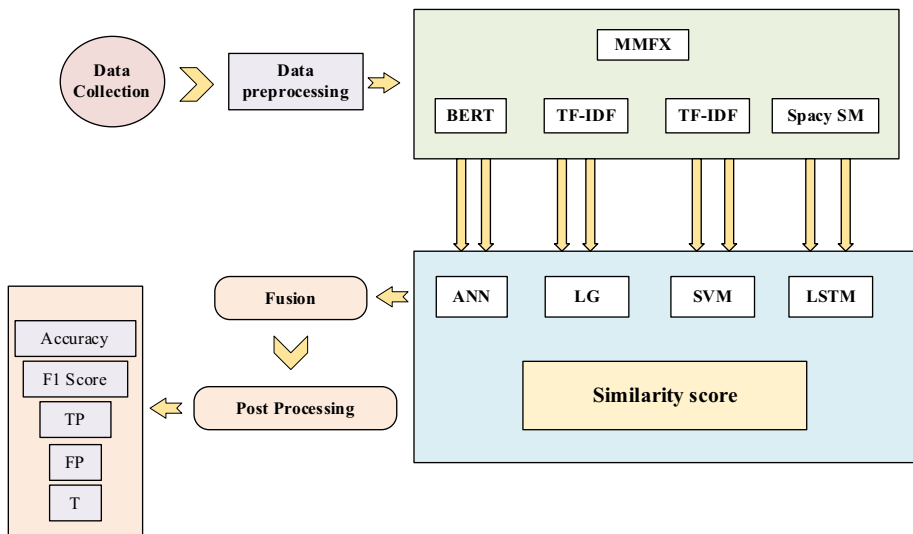 Data
Collection
Data
preprocessing
MMFX
BERT
TF-IDF
TF-IDF
Spacy SM
ANN
LG
SVM
LSTM
Similarity score
Fusion
Post Processing
Accuracy
F1 Score
TP
FP
T